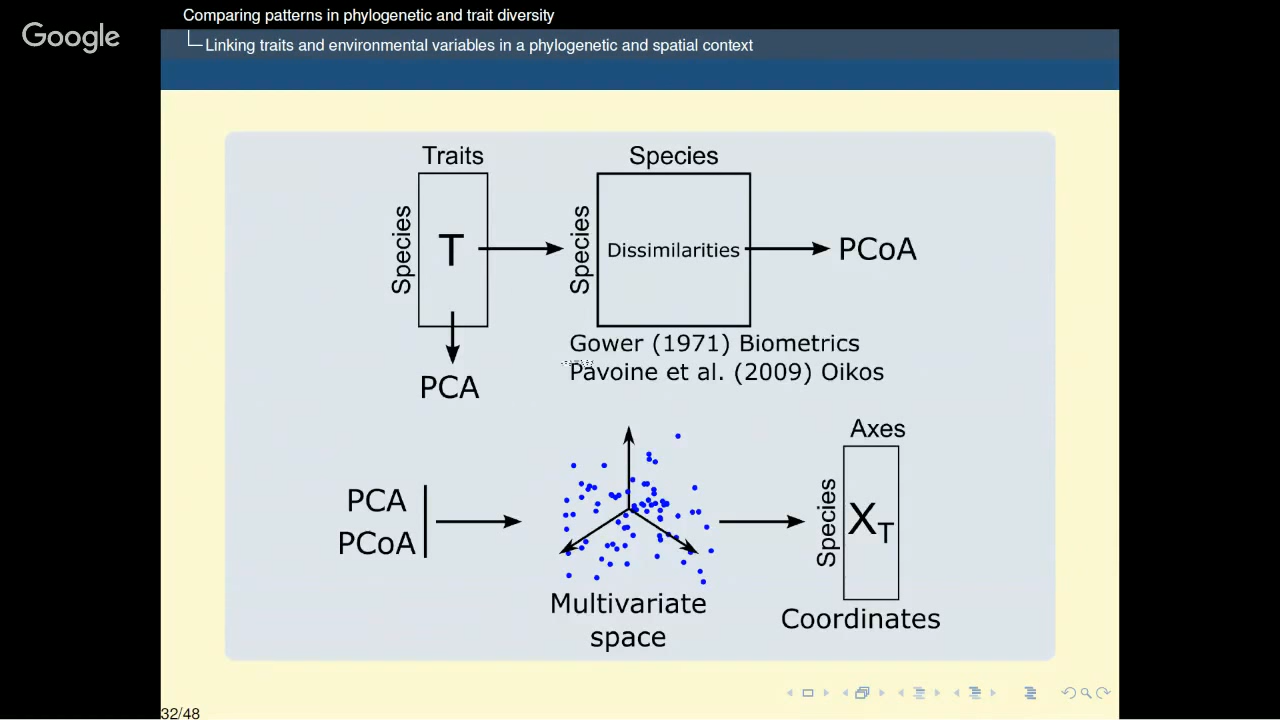 Google
Comparing patterns in phylogenetic and trait diversity
Linking traits and environmental variables in a phylogenetic and spatial context
Traits
Species
T
PCA
Species
Species
Dissimilarities
PCoA
Gower (1971) Biometrics
Pavoine et al. (2009) Oikos
PCA
PCoA
Multivariate
space
Axes
Species
XT
Coordinates
32/48